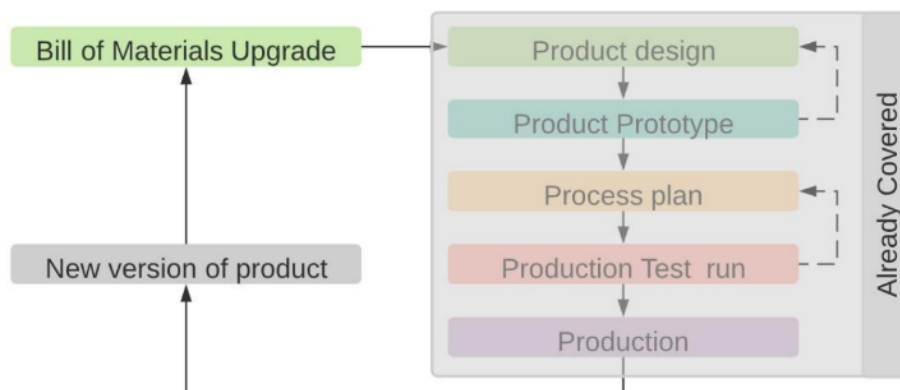 Bill of Materials Upgrade
Product design
Product Prototype
Process plan
New version of product
Production Test run
Production
Already Covered